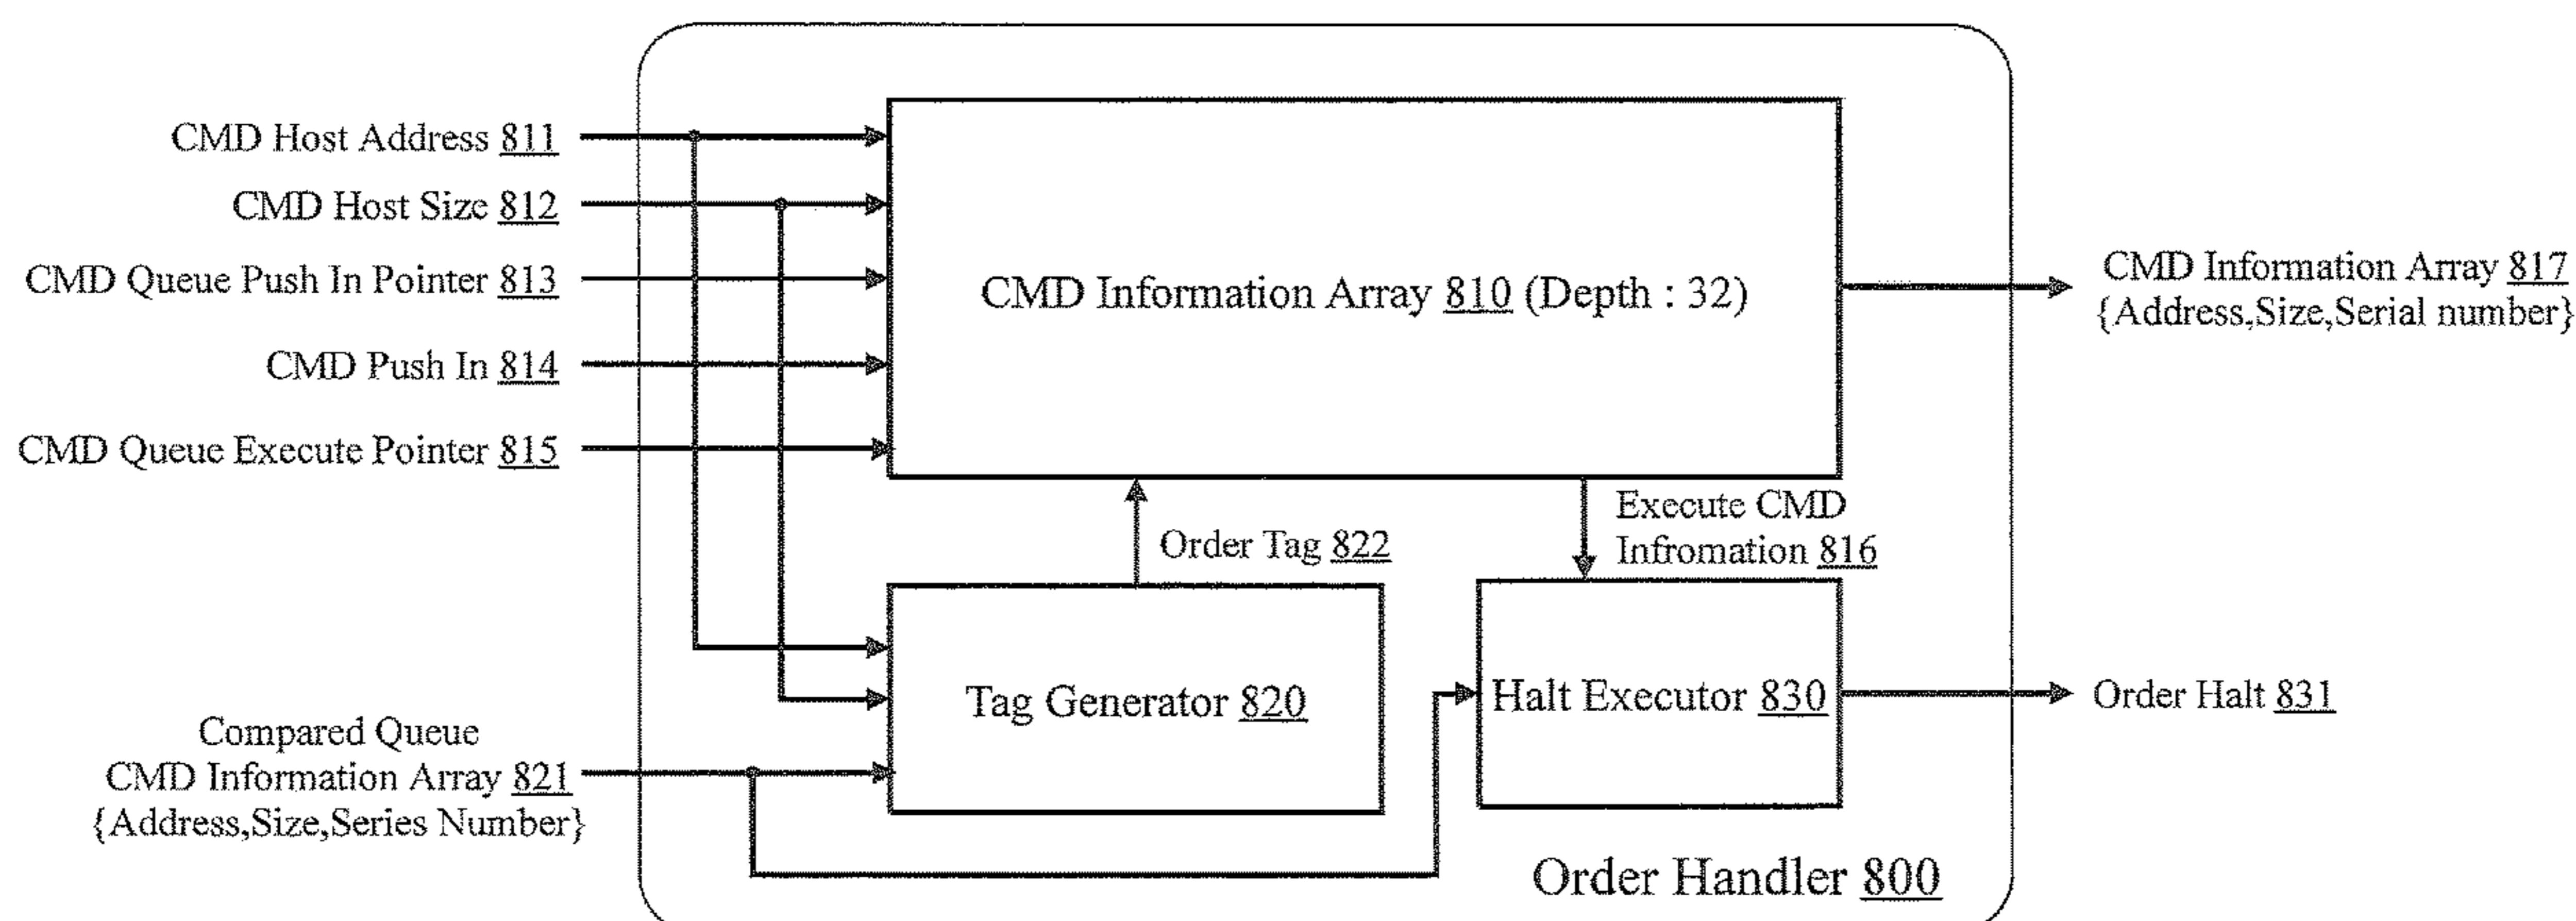 CMD Host Address 811
CMD Host Size 812
CMD Queue Push In Pointer 813
CMD Push In 814
CMD Queue Execute Pointer 815
CMD Information Array 810 (Depth : 32)
CMD Information Array 817
{Address,Size,Serial number}
Order Tag 822
Execute CMD
Infromation 816
Compared Queue
CMD Information Array 821
{Address,Size,Series Number}
Tag Generator 820
Halt Executor 830
Order Halt 831
Order Handler 800